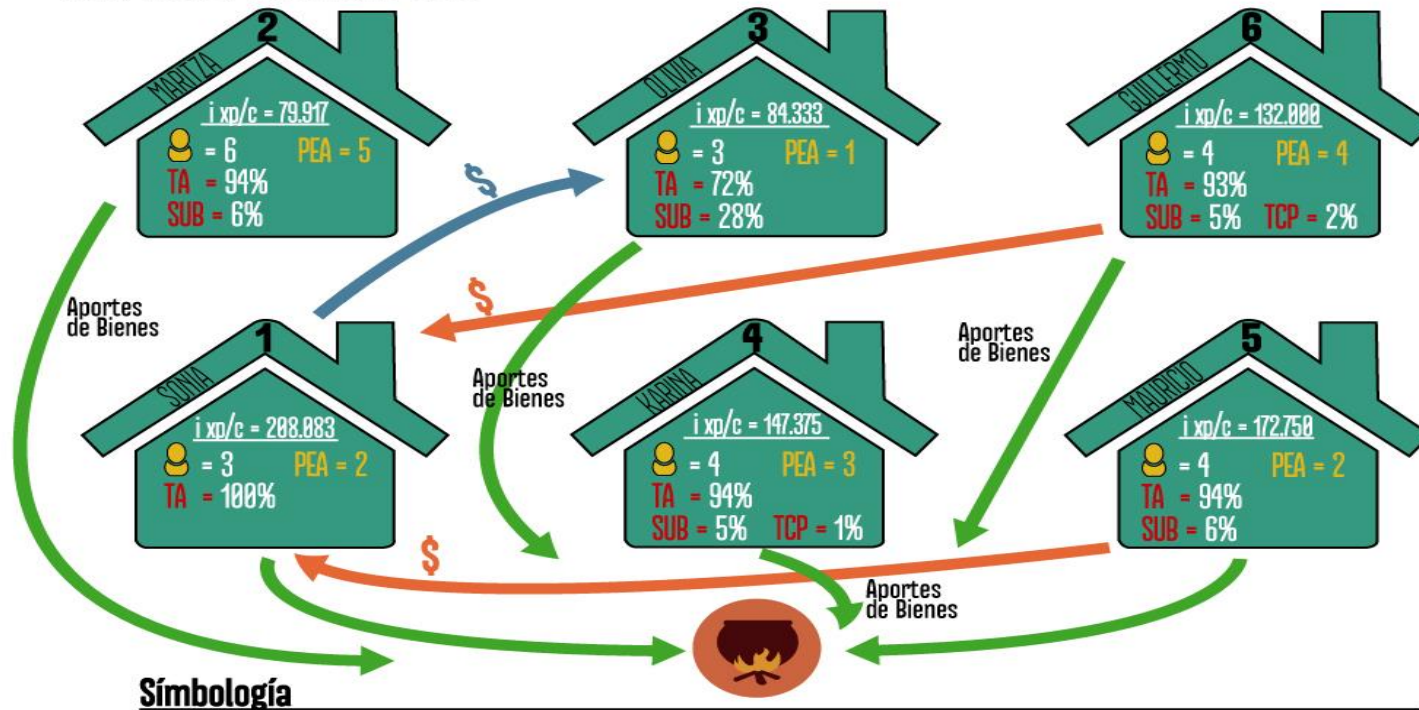 2
MARITZA
i xp/c = 79.917
= 6 PEA = 5
TA = 94%
SUB = 6%
3
OLIVIA
i xp/c = 84.333
= 3 PEA = 1
TA = 72%
SUB = 28%
6
GUILLERMO
i xp/c = 132.000
= 4 PEA = 4
TA = 93%
SUB = 5% TCP = 2%
$
$
Aportes
de Bienes
Aportes
de Bienes
Aportes
de Bienes
1
SONIA
i xp/c = 208.083
= 3 PEA = 2
TA = 100%
4
KARINA
i xp/c = 147.375
= 4 PEA = 3
TA = 94%
SUB = 5% TCP = 1%
5
MAURICIO
i xp/c = 172.750
= 4 PEA = 2
TA = 94%
SUB = 6%
$
Aportes
de Bienes
Símbología